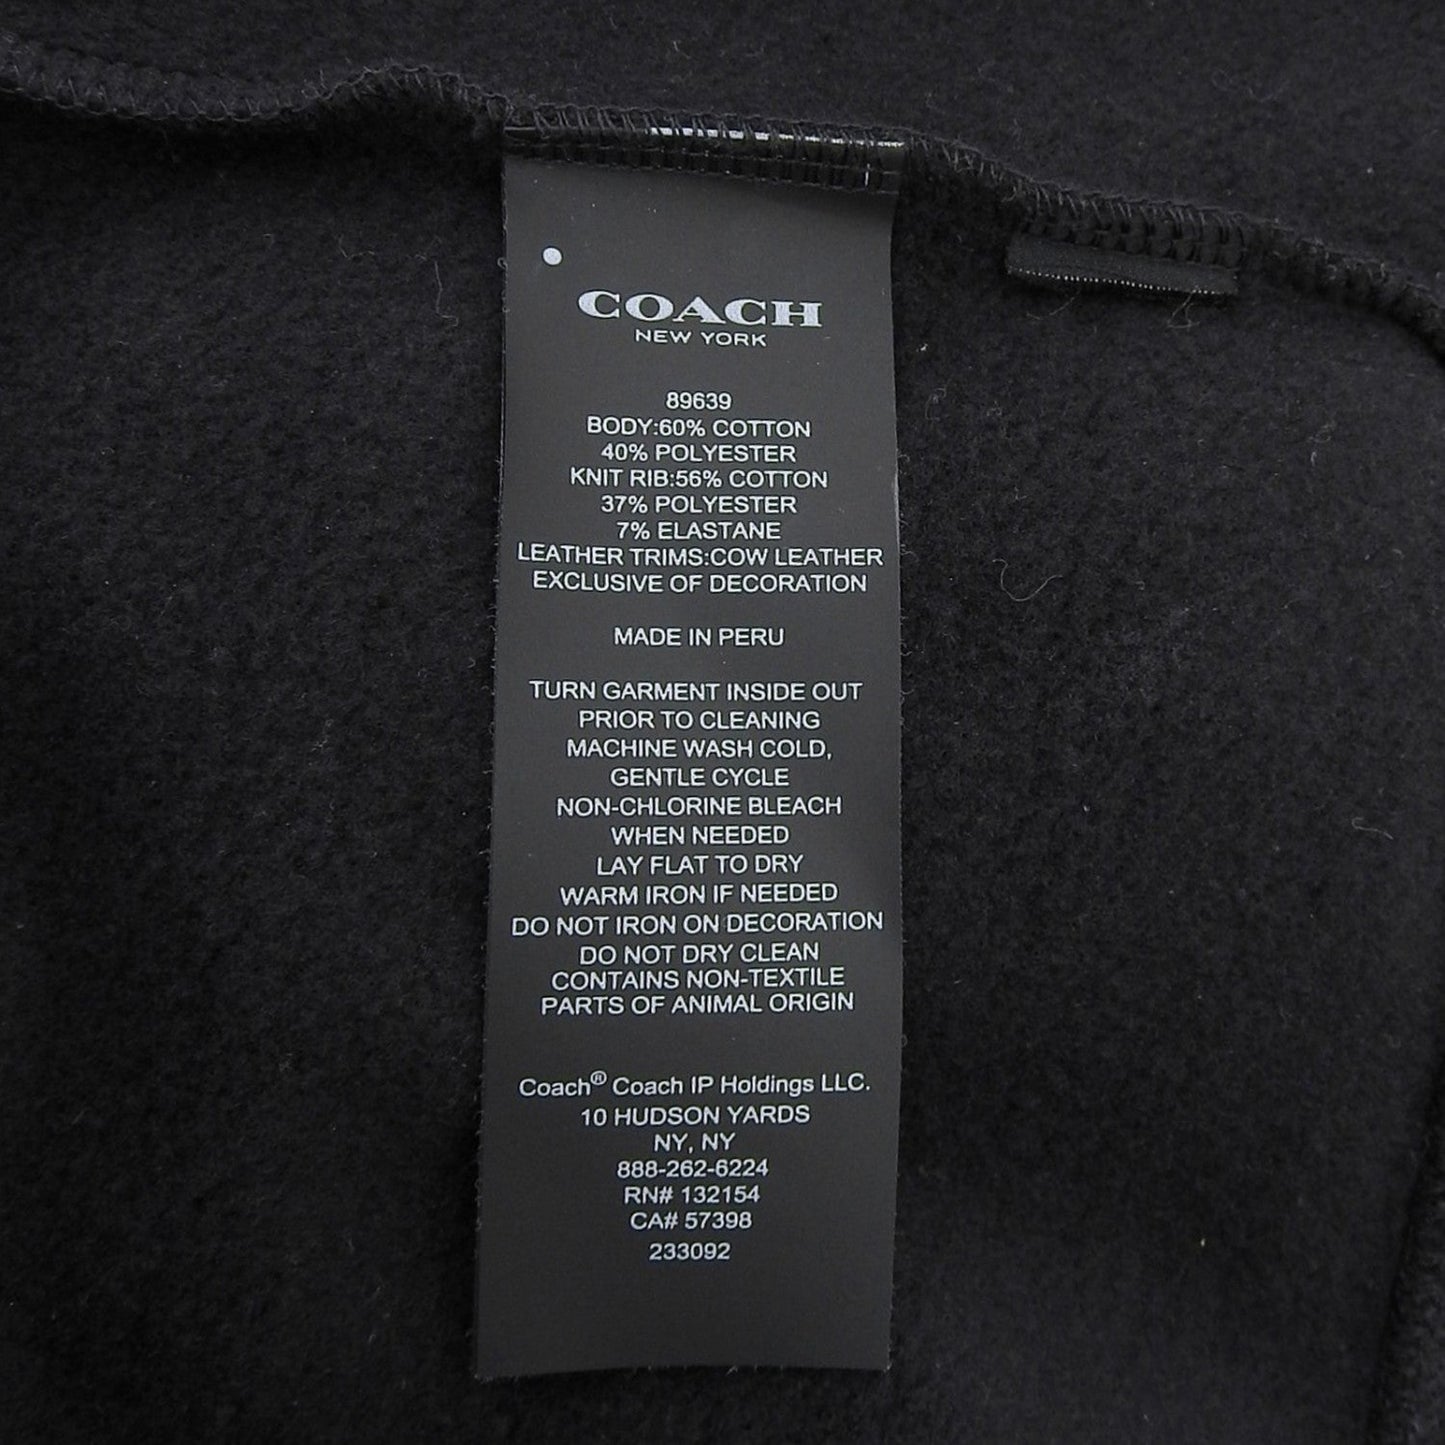 COACH
NEW YORK
89639
BODY:60% COTTON
40% POLYESTER
KNIT RIB:56% COTTON
37% POLYESTER
7% ELASTANE
LEATHER TRIMS:COW LEATHER
EXCLUSIVE OF DECORATION
MADE IN PERU
TURN GARMENT INSIDE OUT
PRIOR TO CLEANING
MACHINE WASH COLD,
GENTLE CYCLE
NON-CHLORINE BLEACH
WHEN NEEDED
LAY FLAT TO DRY
WARM IRON IF NEEDED
DO NOT IRON ON DECORATION
DO NOT DRY CLEAN
CONTAINS NON-TEXTILE
PARTS OF ANIMAL ORIGIN
Coach® Coach IP Holdings LLC.
10 HUDSON YARDS
NY, NY
888-262-6224
RN# 132154
CA# 57398
233092